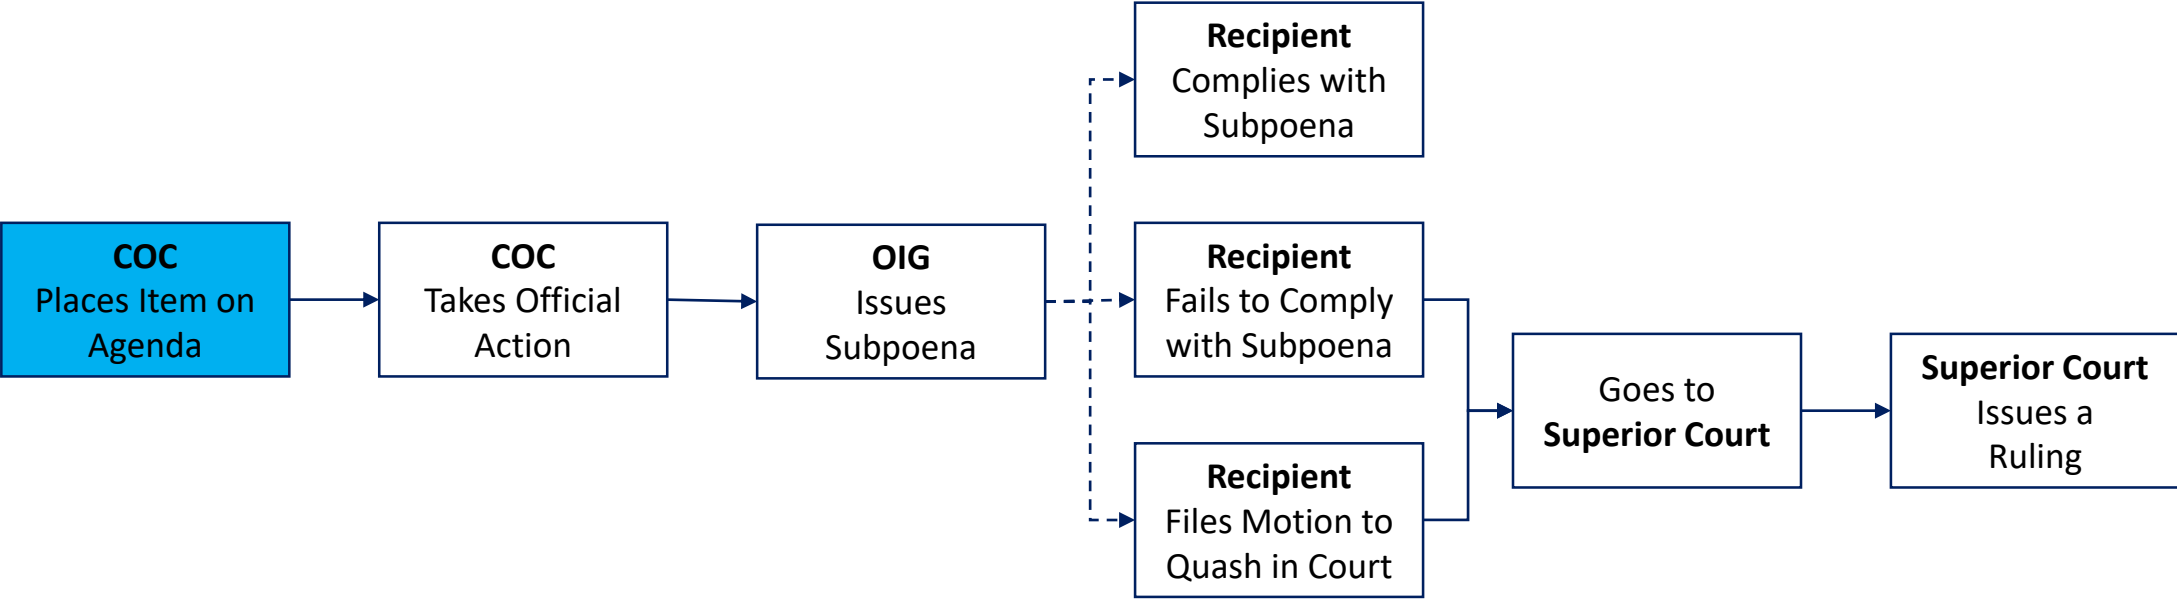 COC
Places Item on
Agenda
COC
Takes Official
Action
OIG
Issues
Subpoena
Recipient
Complies with
Subpoena
Recipient
Fails to Comply
with Subpoena
Recipient
Files Motion to
Quash in Court
Goes to
Superior Court
Superior Court
Issues a
Ruling